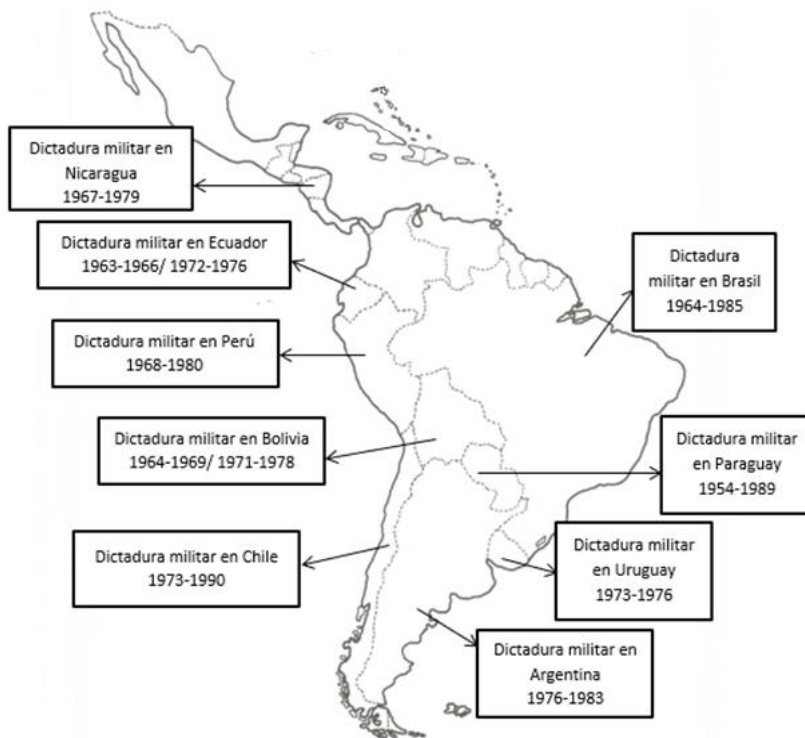 Dictadura militar en
Nicaragua
1967-1979
Dictadura militar en Ecuador
1963-1966/ 1972-1976
Dictadura
militar en Brasil
1964-1985
Dictadura militar en Perú
1968-1980
Dictadura militar en Bolivia
1964-1969/ 1971-1978
Dictadura militar
en Paraguay
1954-1989
Dictadura militar en Chile
1973-1990
Dictadura militar
en Uruguay
1973-1976
Dictadura militar en
Argentina
1976-1983